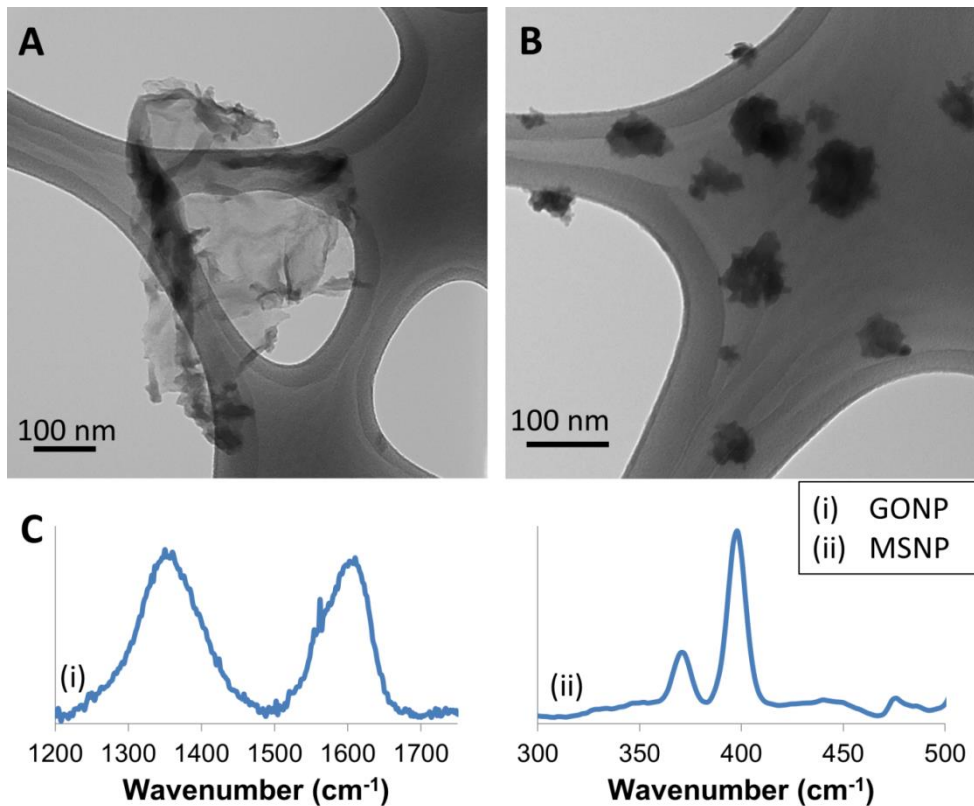 A
B
100 nm
100 nm
(i) GONP
(ii) MSNP
C
(i)
(ii)
1200 1300 1400 1500 1600 1700
300 350 400 450 500
Wavenumber (cm⁻¹)
Wavenumber (cm⁻¹)